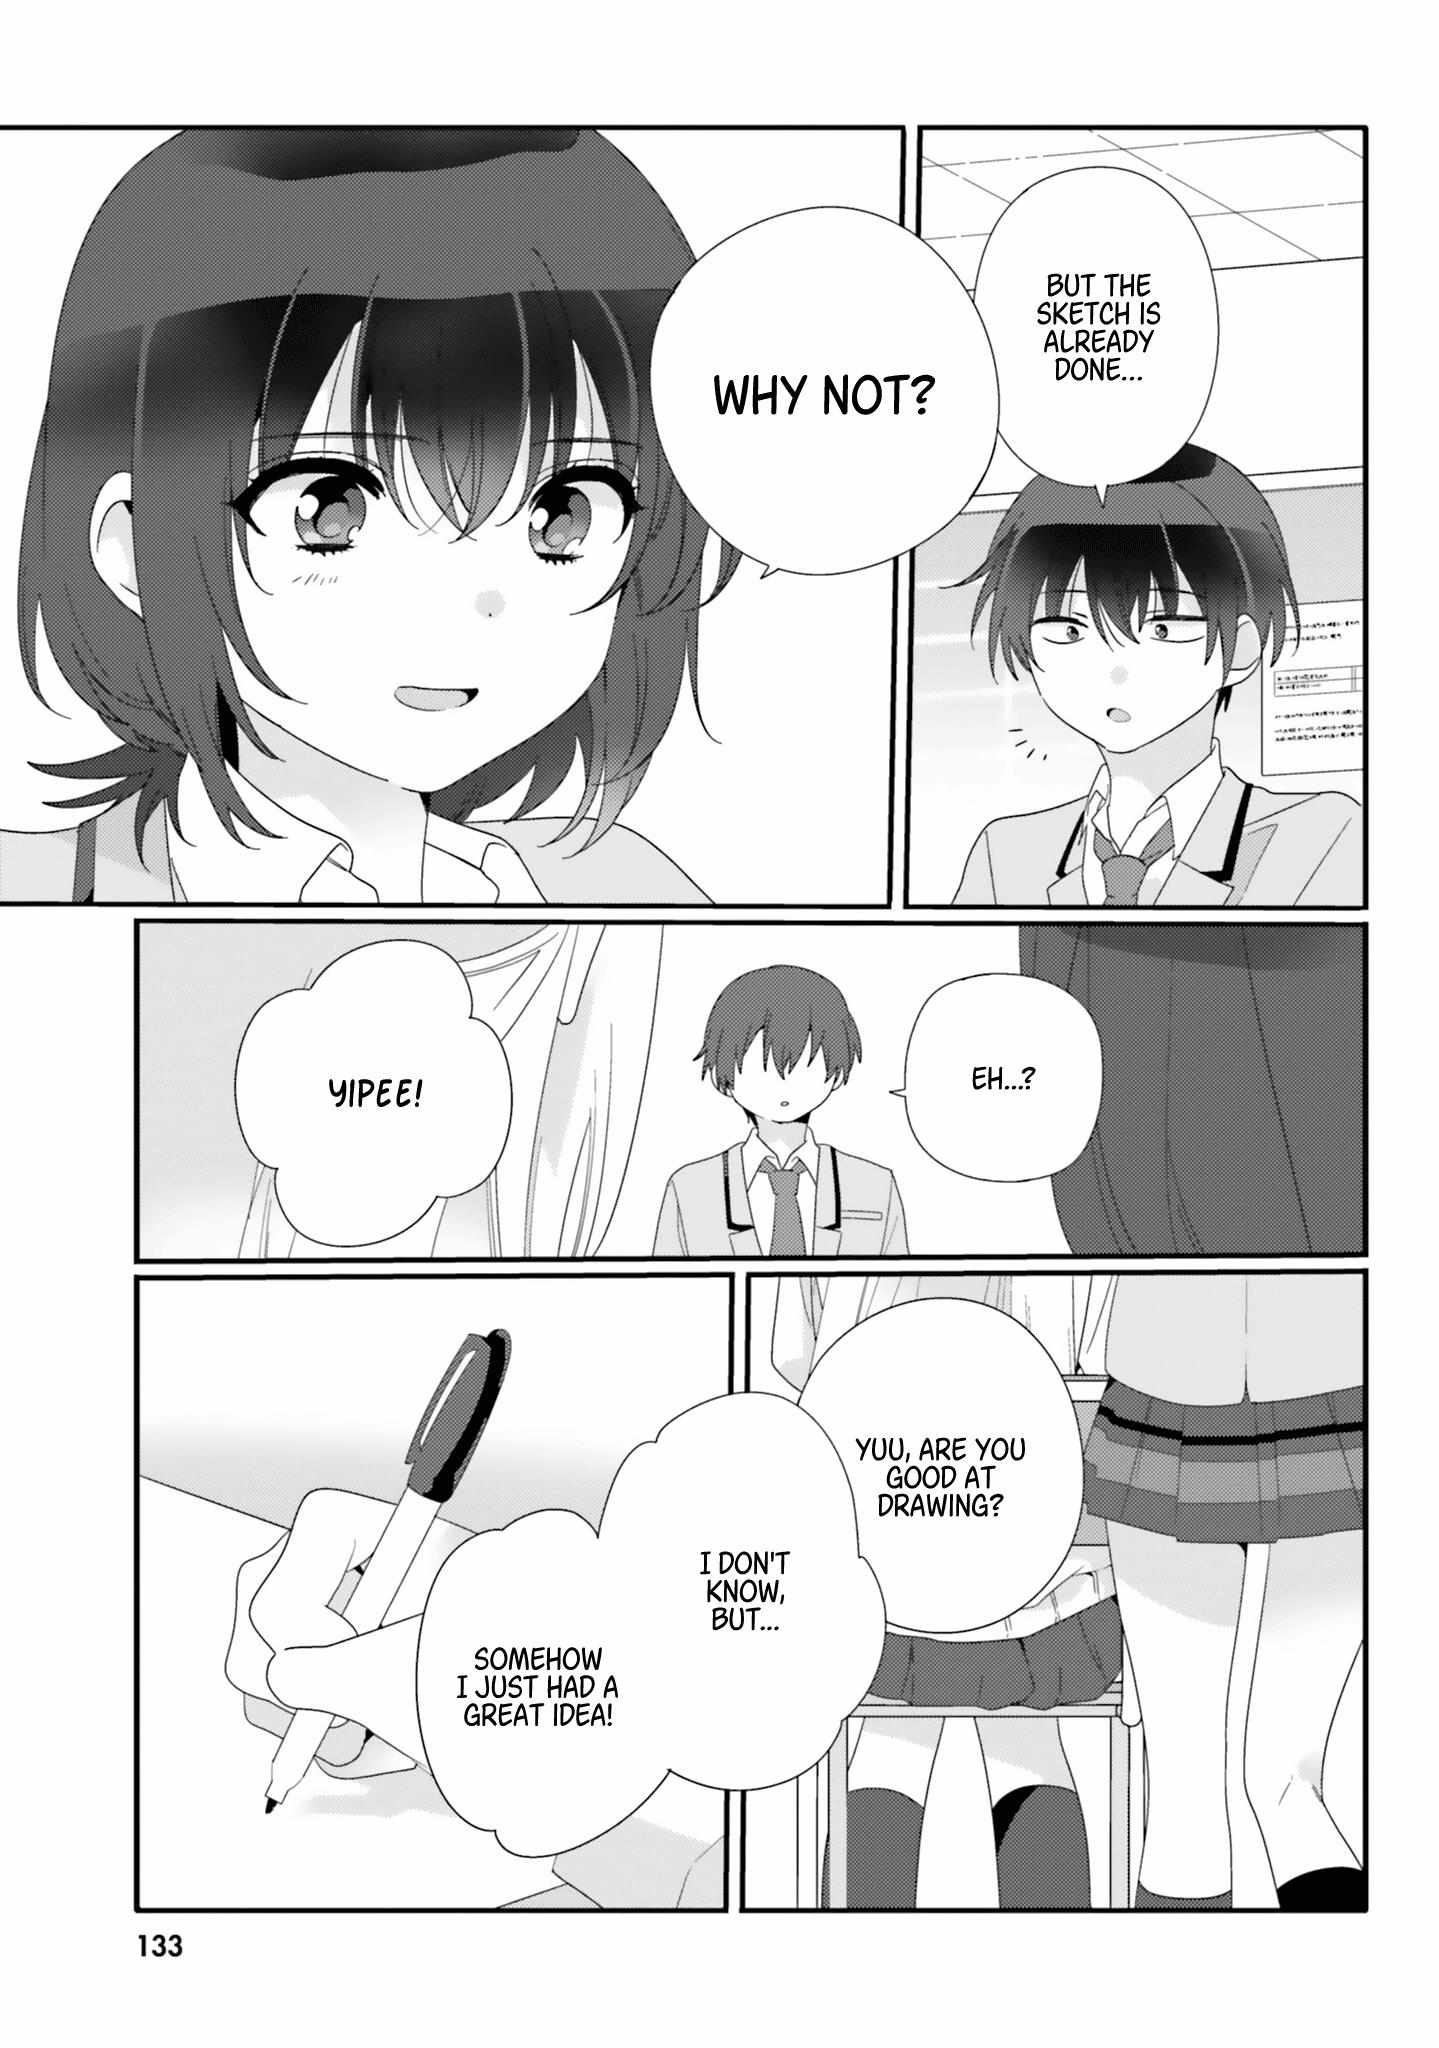 BUT THE
SKETCH IS
ALREADY
DONE...
WHY NOT?
EH...?
YIPEE!
YUU, ARE YOU
GOOD AT
DRAWING?
I DON'T
KNOW,
BUT...
SOMEHOW
I JUST HAD A
GREAT IDEA!
133